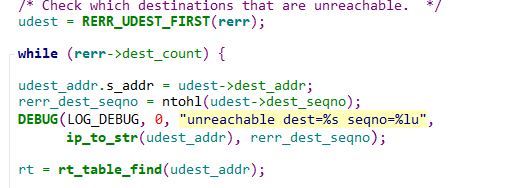 /* Check which destinations that are unreachable.  */
udest = RERR_UDEST_FIRST(rerr);
while (rerr->dest_count) {
udest_addr.s_addr = udest->dest_addr;
rerr_dest_seqno = ntohl(udest->dest_seqno);
DEBUG(LOG_DEBUG, 0, "unreachable dest=%s seqno=%lu",
ip_to_str(udest_addr), rerr_dest_seqno);
rt = rt_table_find(udest_addr);